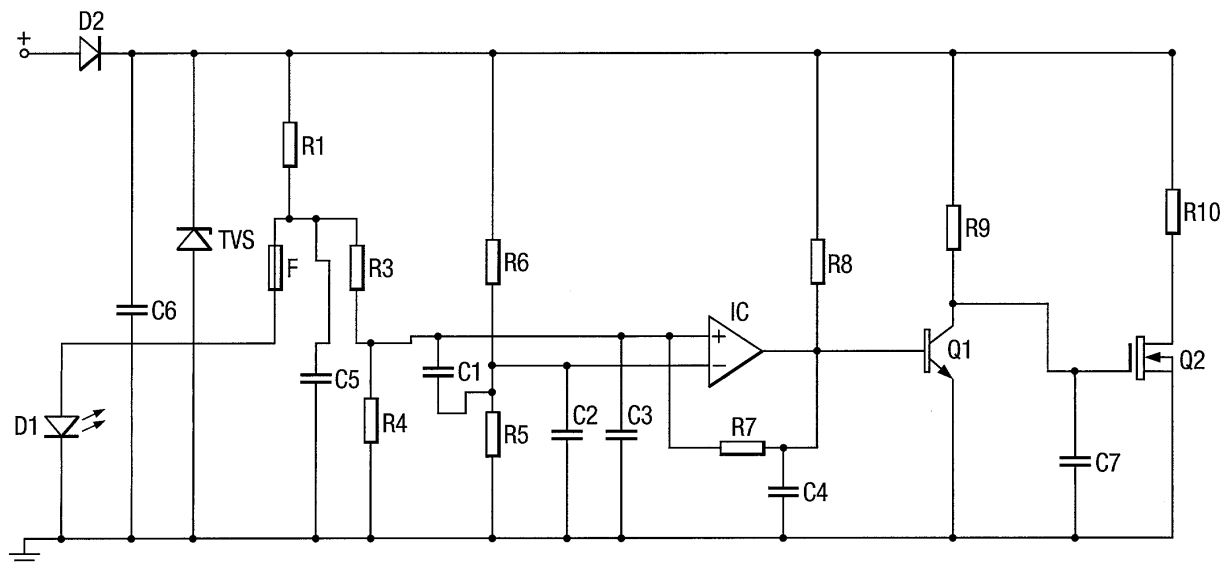 D2
+
R1
TVS
F
R3
R6
R8
R9
R10
C6
IC
+
−
C1
C5
Q1
Q2
D1
R4
R5
C2
C3
R7
C4
C7